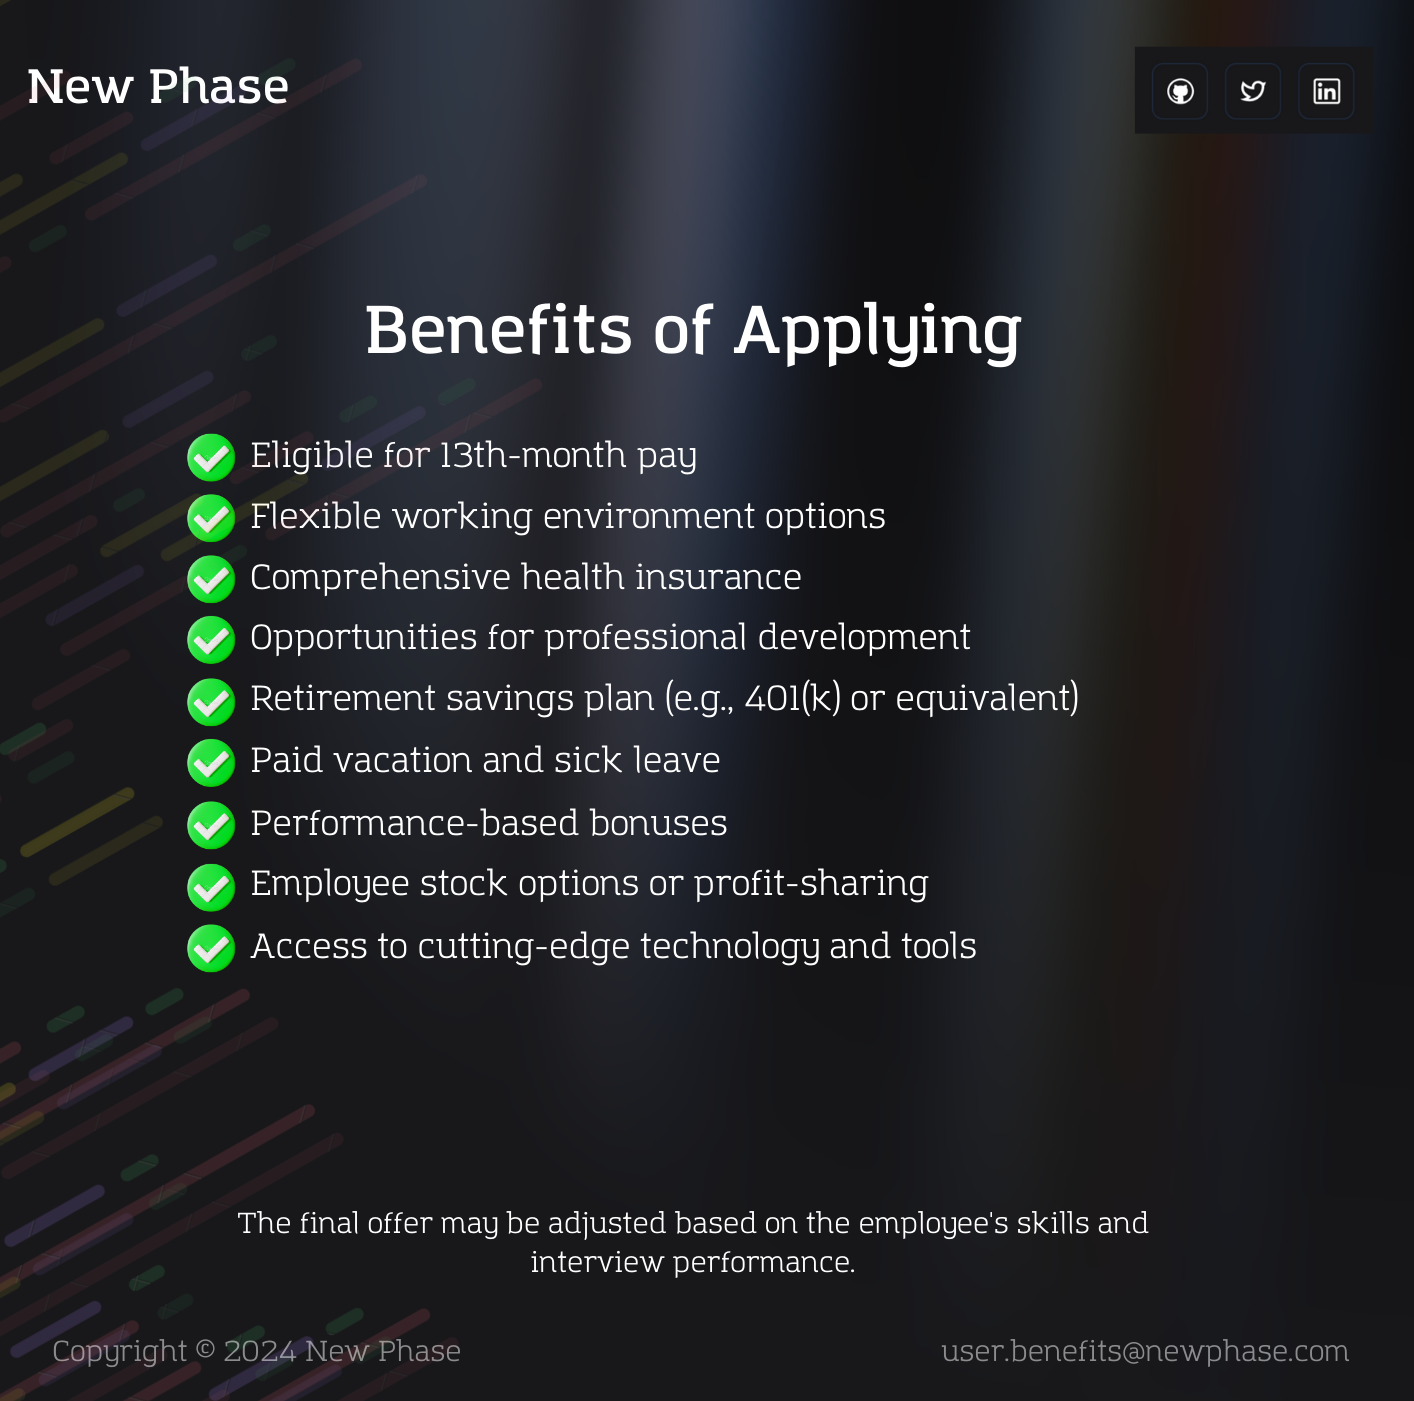 New Phase
in
Benefits of Applying
Eligible for 13th-month pay
Flexible working environment options
Comprehensive health insurance
Opportunities for professional development
Retirement savings plan (e.g., 401(k) or equivalent)
Paid vacation and sick leave
Performance-based bonuses
Employee stock options or profit-sharing
Access to cutting-edge technology and tools
The final offer may be adjusted based on the employee's skills and
interview performance.
Copyright © 2024 New Phase
user.benefits@newphase.com